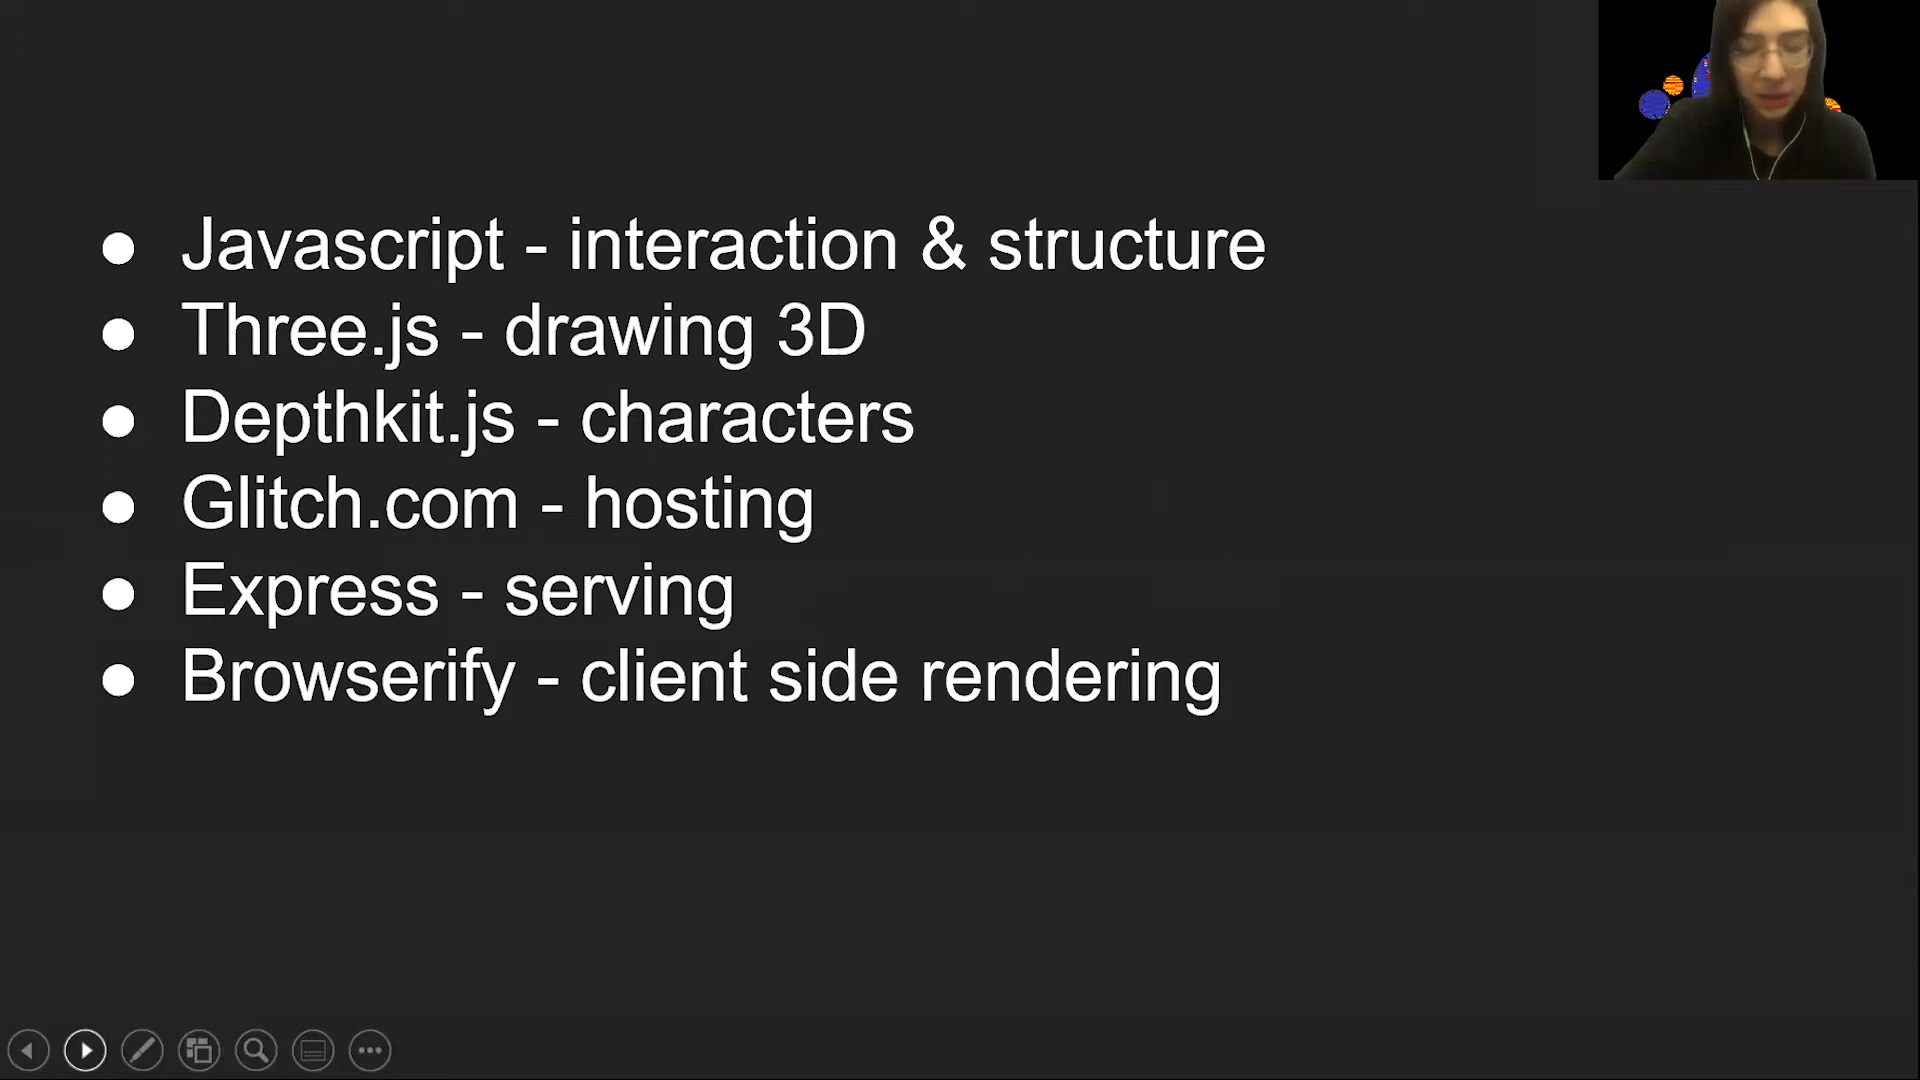 ● Javascript - interaction & structure
● Three.js - drawing 3D
● Depthkit.js - characters
● Glitch.com - hosting
● Express - serving
● Browserify - client side rendering